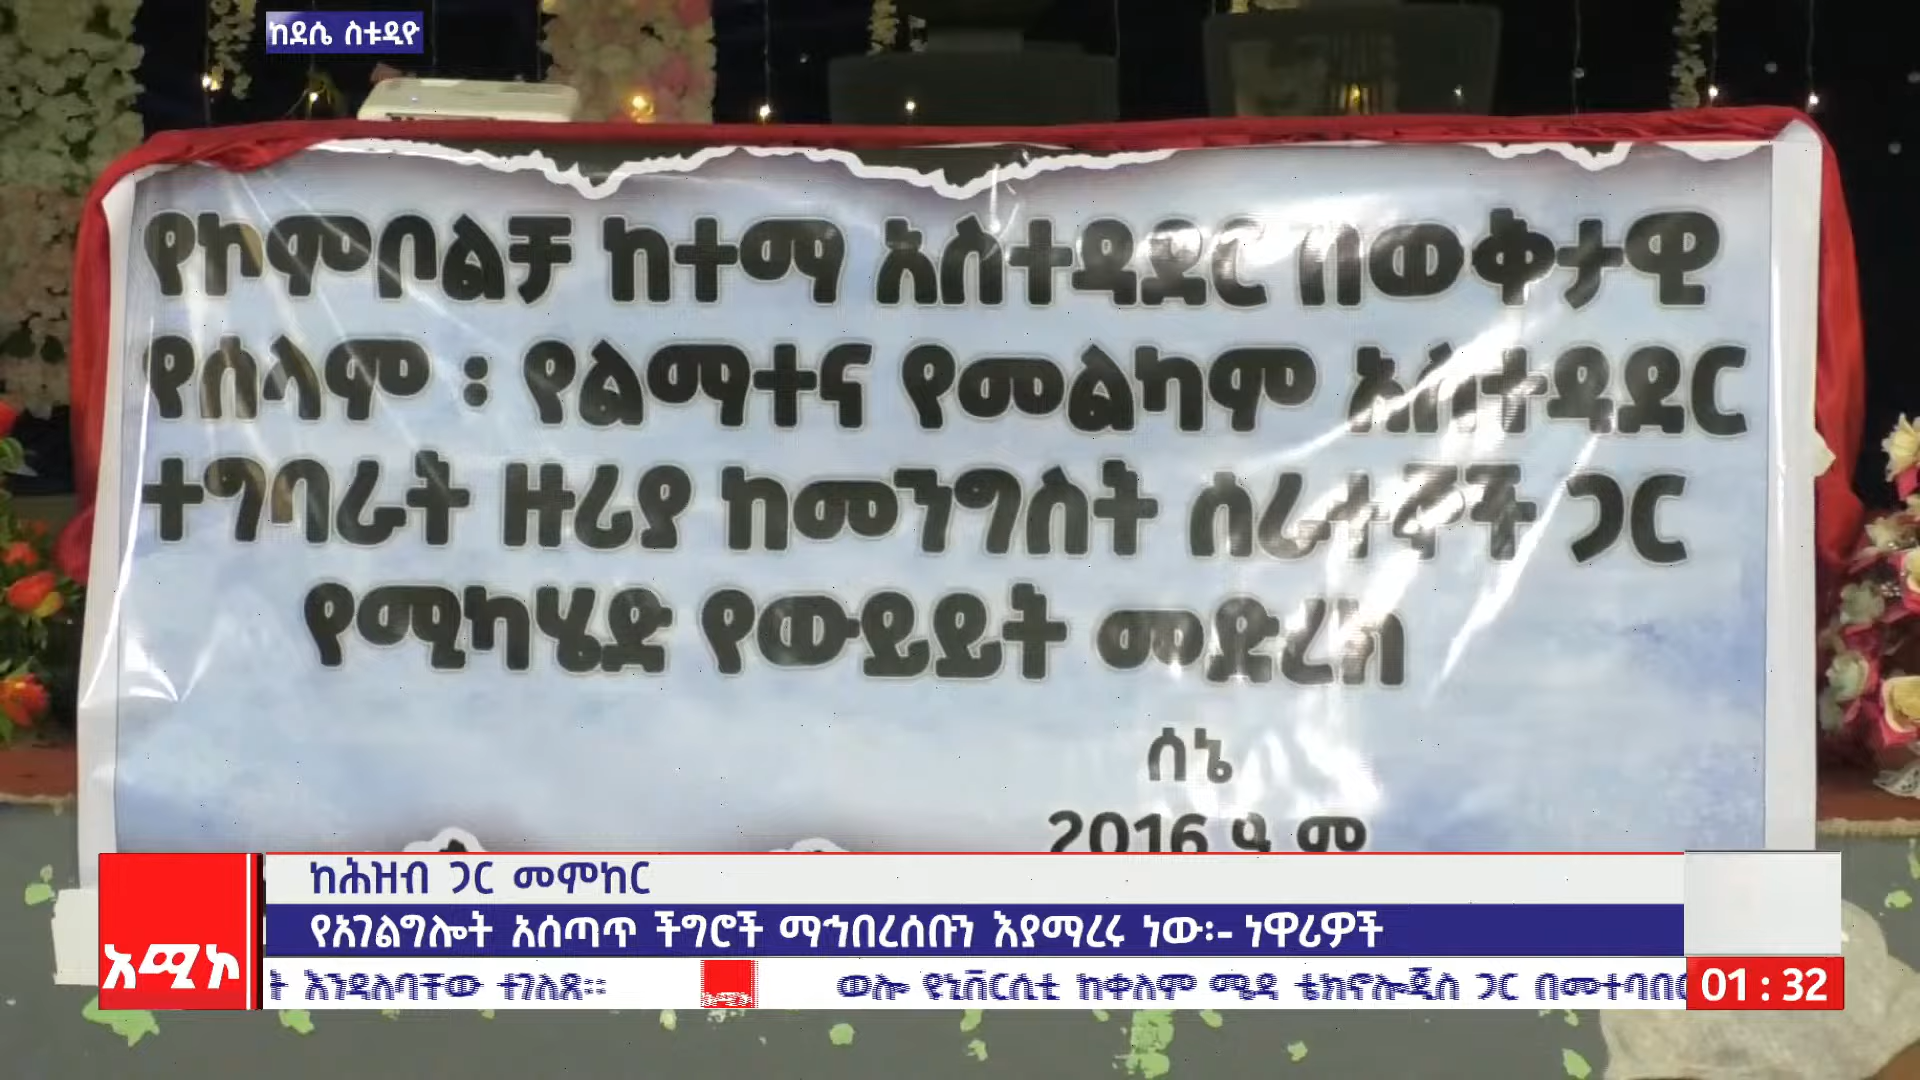 ከደሴ ስቱዲዮ
የኮምቦልቻ ከተማ አስተዳደር በወቅታዊ
የሰላም ፡ የልማተና የመልካም አስተዳደር
ተግባራት ዙሪያ ከመንግስት ሰራተኞች ጋር
የሚካሄድ የውይይት መድረክ
ሰኔ
2016 ዓ ም
ከሕዝብ ጋር መምከር
የአገልግሎት አሰጣጥ ችግሮች ማኅበረሰቡን እያማረሩ ነው፡- ነዋሪዎች
አሚኮ
ት እንዳለባቸው ተገለጸ። ወሎ ዩኒቨርሲቲ ከቀለም ሜዳ ቴክኖሎጂስ ጋር በመተባበር
01:32